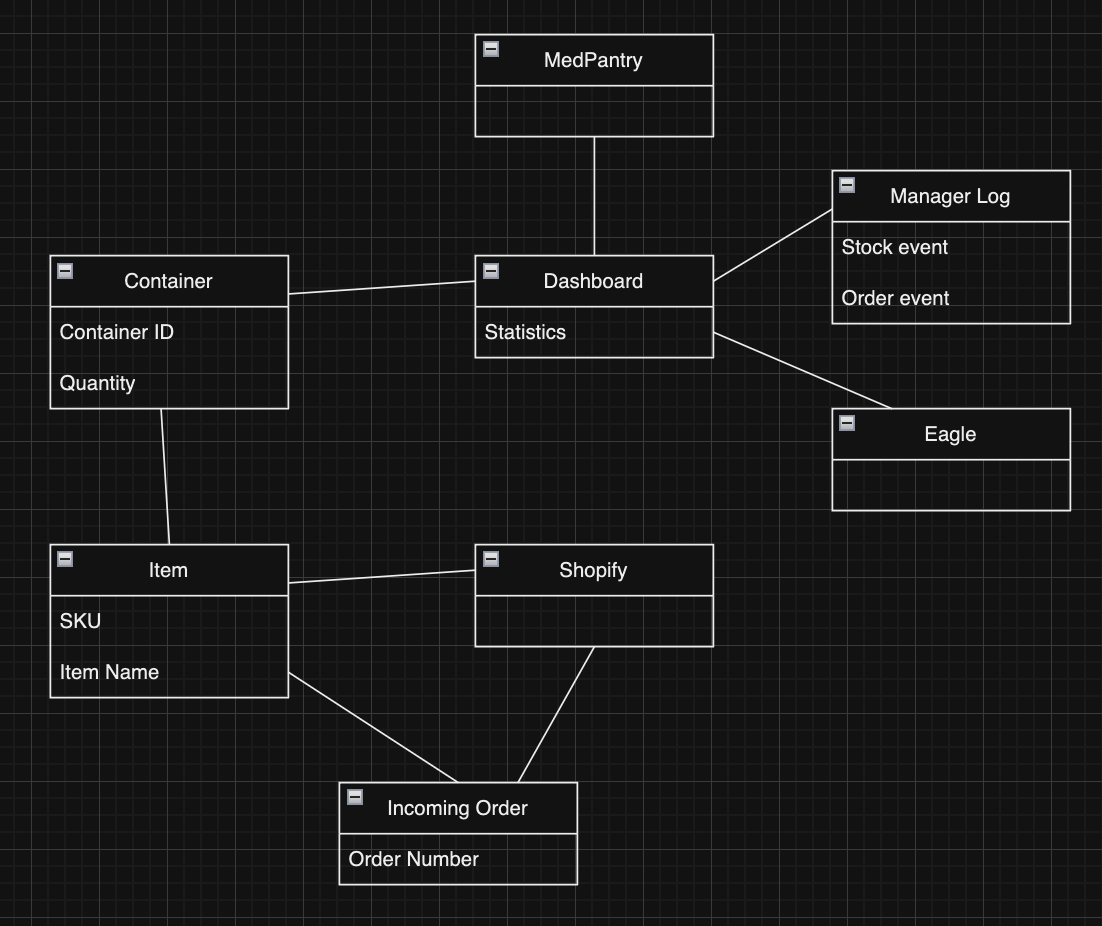 MedPantry
Manager Log
Stock event
Order event
Container
Container ID
Quantity
Dashboard
Statistics
Eagle
Item
SKU
Item Name
Shopify
Incoming Order
Order Number